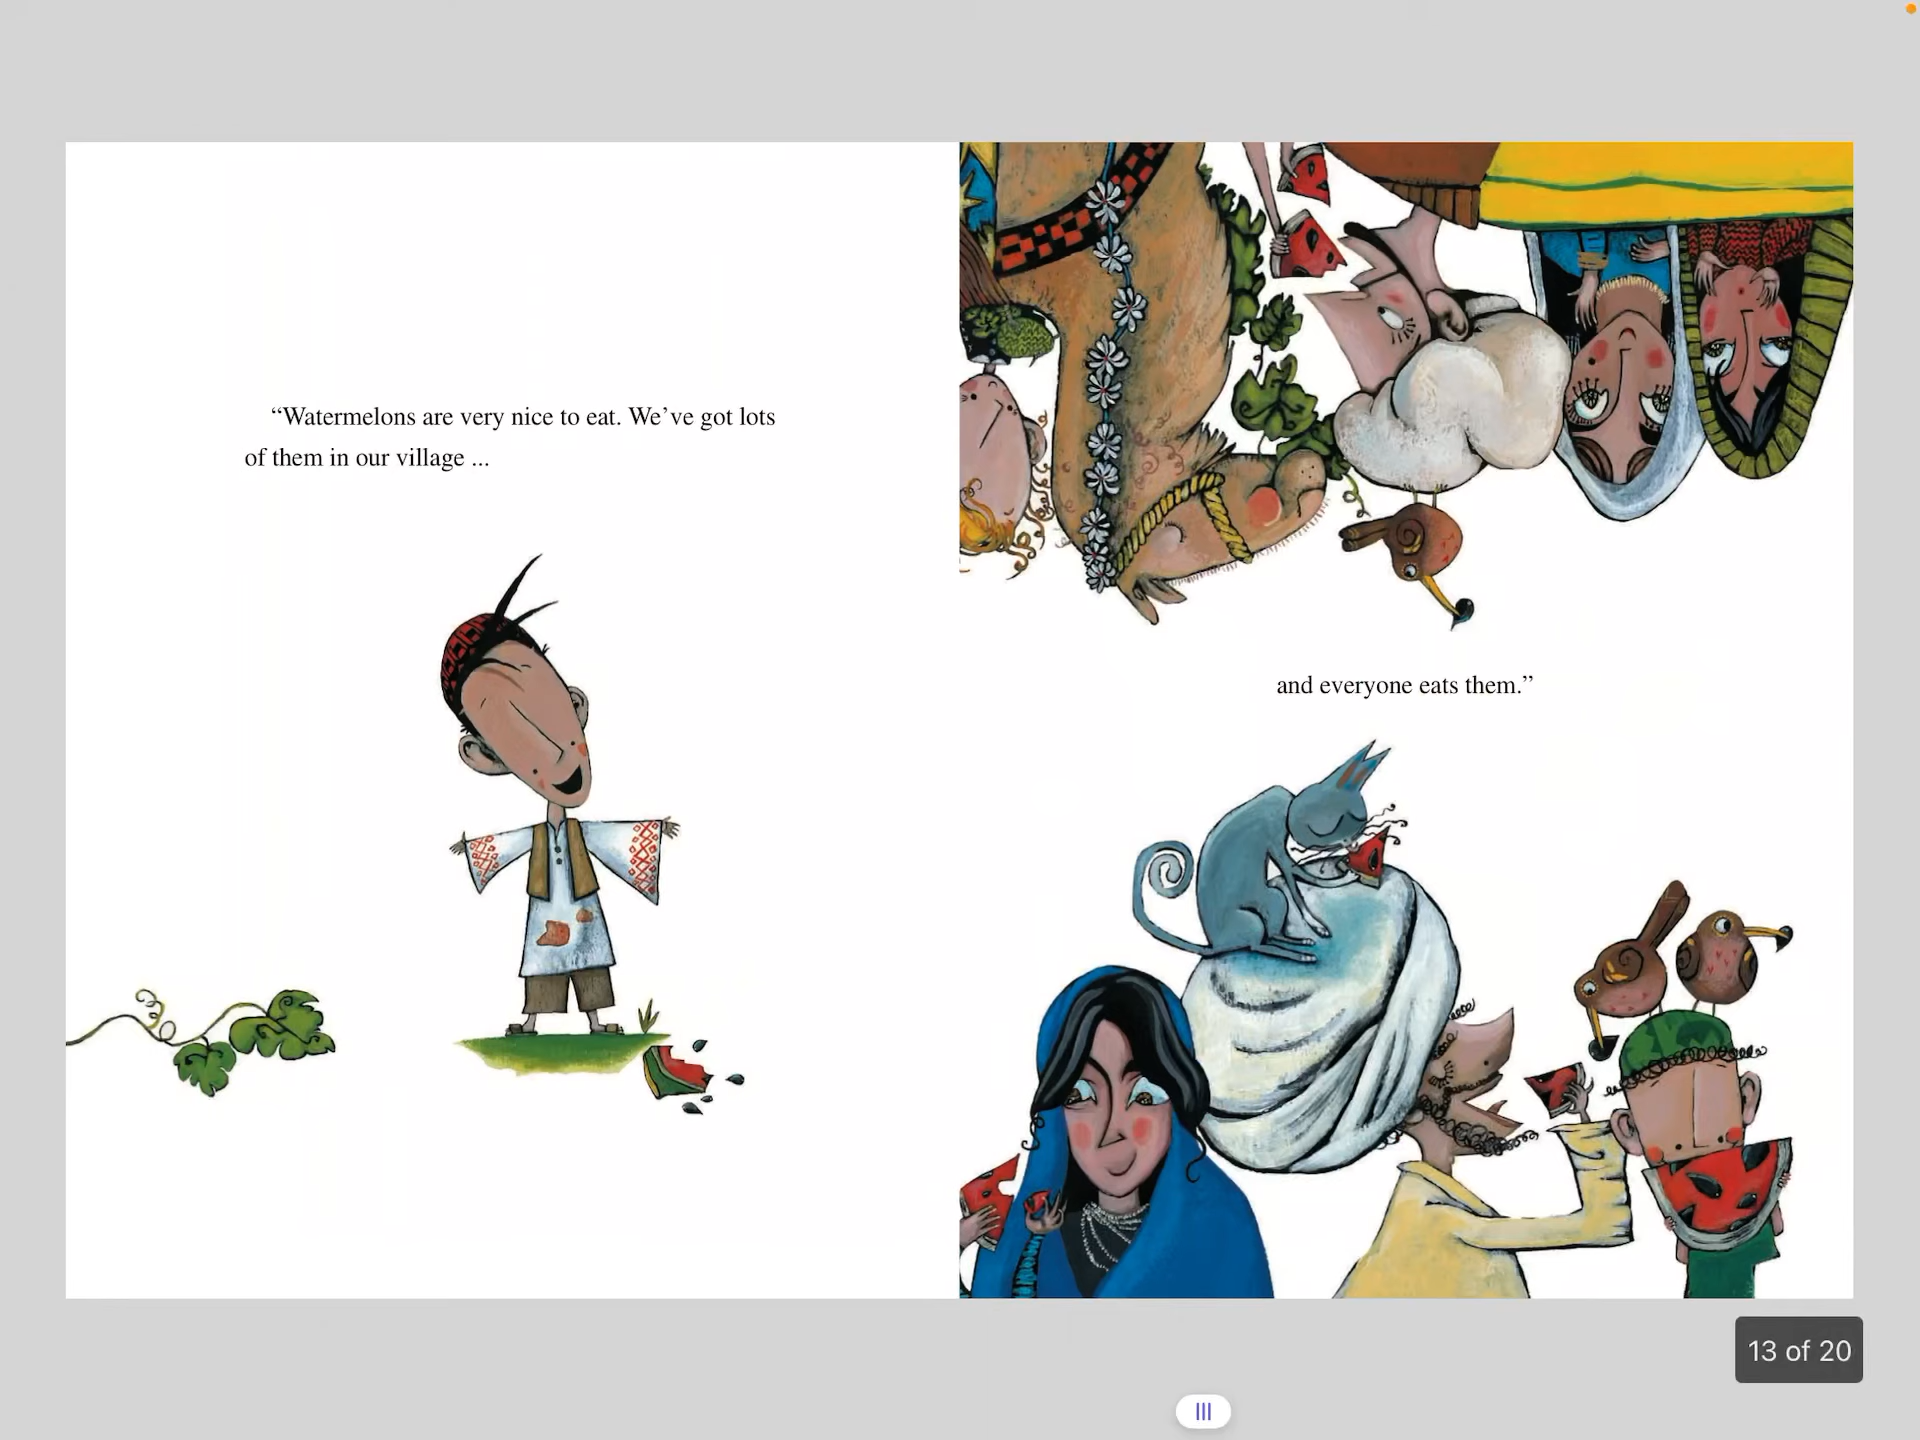 “Watermelons are very nice to eat. We’ve got lots
of them in our village ...
and everyone eats them.”
13 of 20